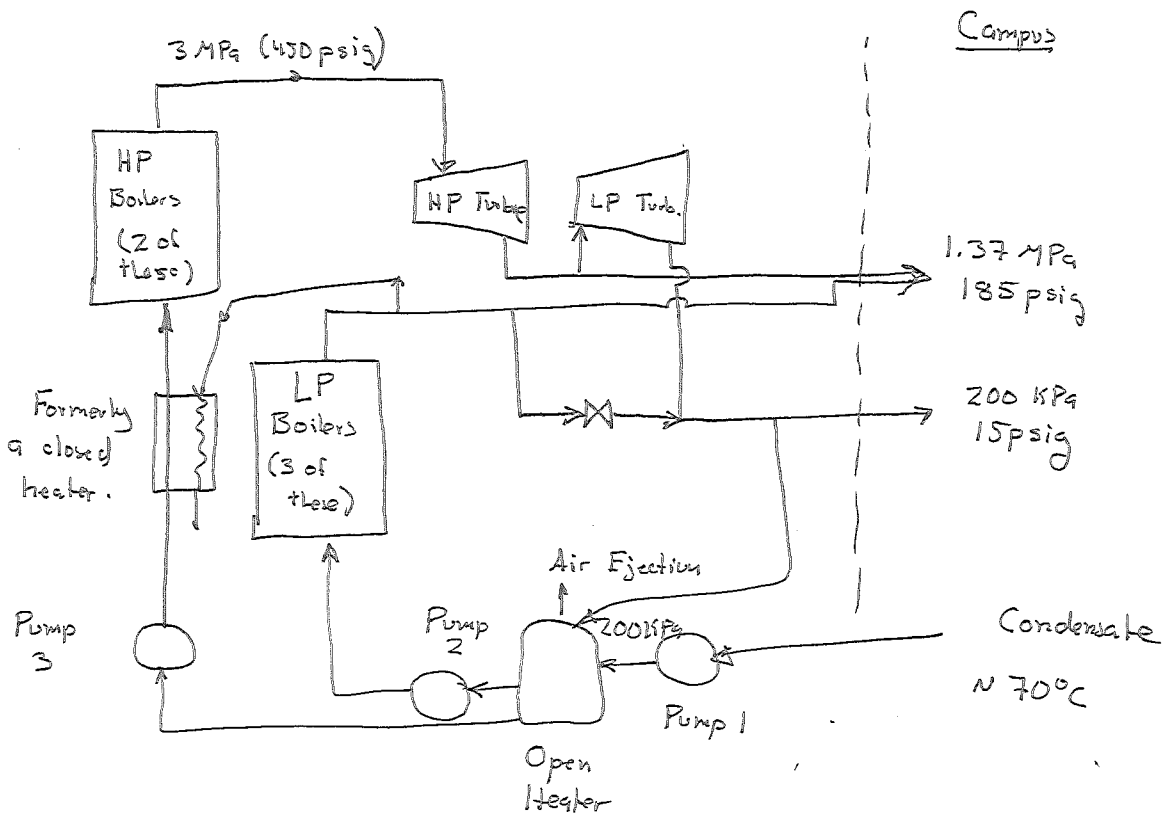 Campus
3 MPa (450 psig)
HP
Boilers
(2 of
these)
HP Turbine
LP Turb.
1.37 MPa
185 psig
LP
Boilers
(3 of
these)
Formerly
a closed
heater.
200 KPa
15 psig
Air Ejection
Pump
3
Pump
2
200KPa
Condensate
~ 70°C
Pump 1
Open
Heater